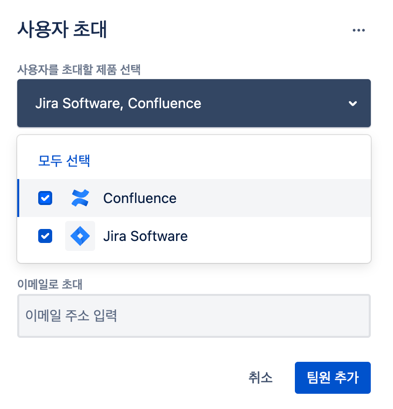 사용자 초대
사용자를 초대할 제품 선택
Jira Software, Confluence
모두 선택
Confluence
Jira Software
이메일로 초대
이메일 주소 입력
취소
팀원 추가